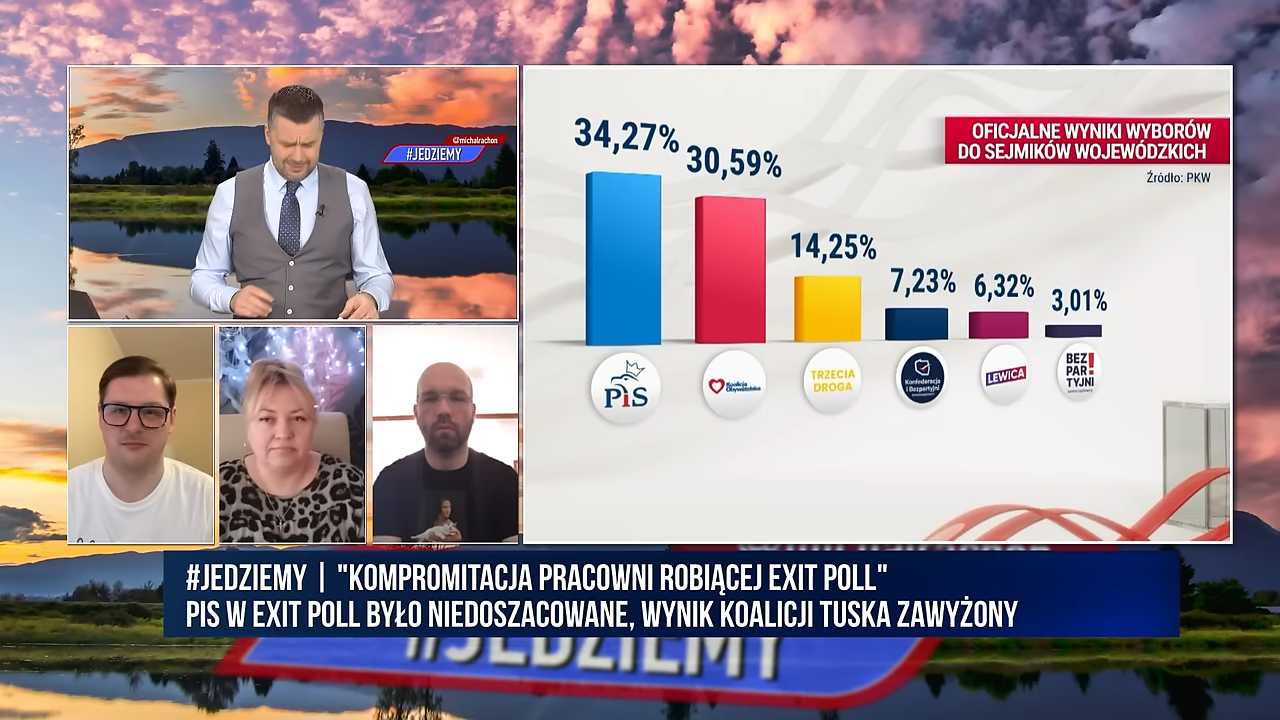 @michalrachon
#JEDZIEMY
34,27%
30,59%
14,25%
7,23%
6,32%
3,01%
OFICJALNE WYNIKI WYBORÓW
DO SEJMIKÓW WOJEWÓDZKICH
Źródło: PKW
PiS
Koalicja
Obywatelska
TRZECIA
DROGA
Konfederacja
i Bezpartyjni
LEWICA
BEZ
PAR
TYJNI
#JEDZIEMY | "KOMPROMITACJA PRACOWNI ROBIĄCEJ EXIT POLL"
PIS W EXIT POLL BYŁO NIEDOSZACOWANE, WYNIK KOALICJI TUSKA ZAWYŻONY
#JEDZIEMY